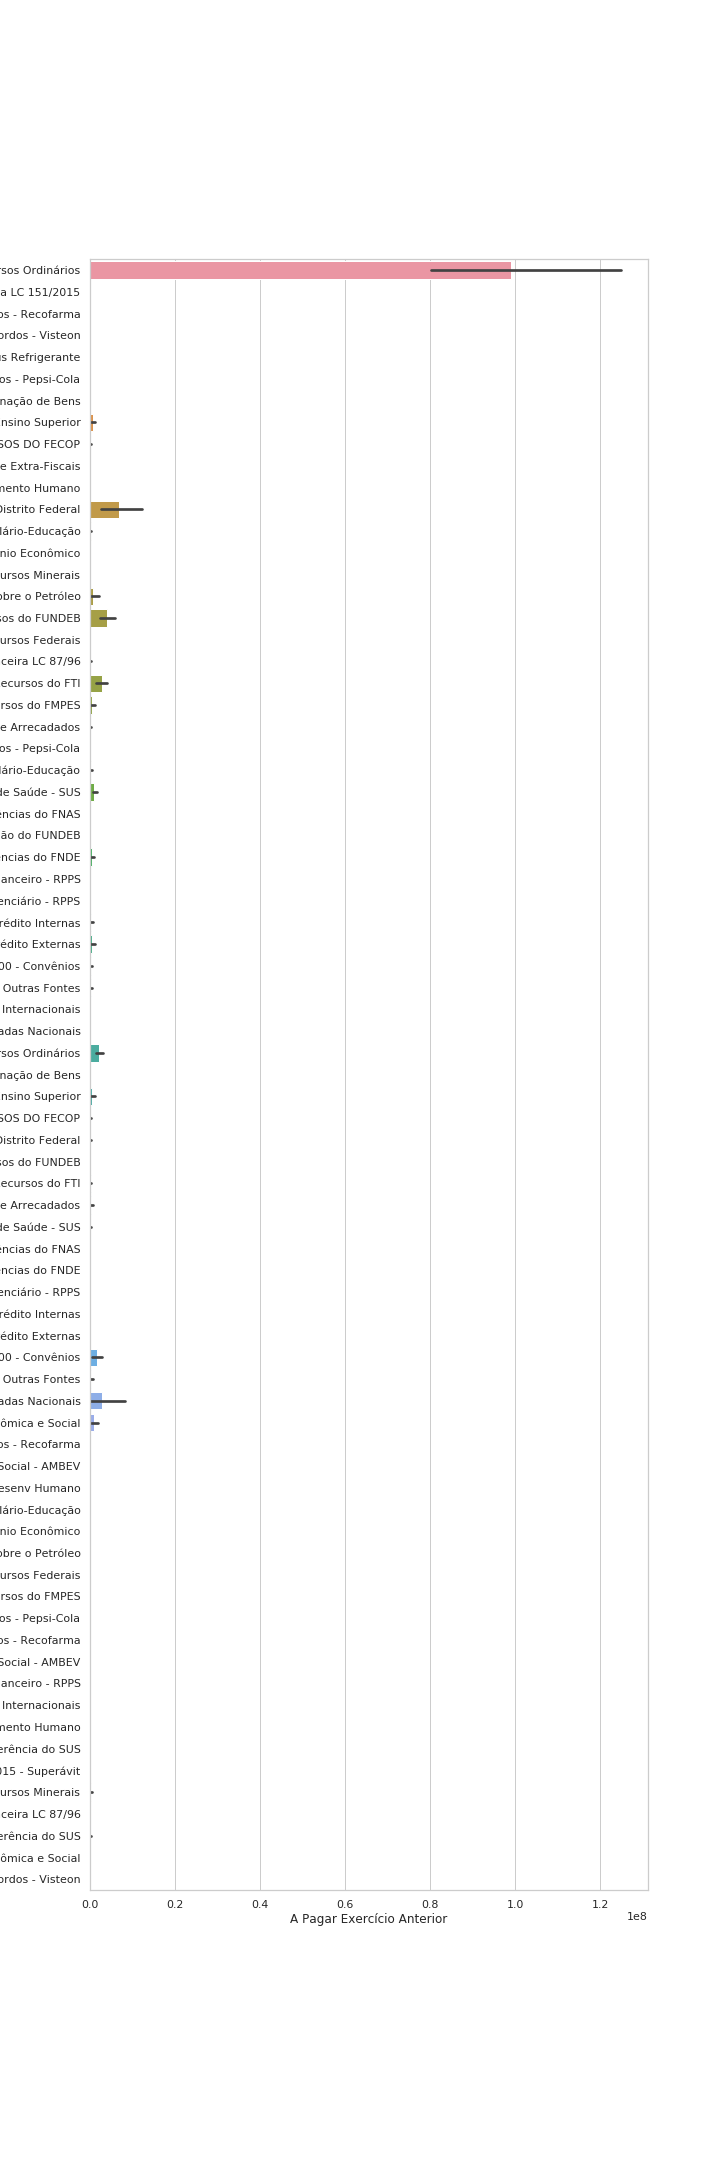 rsos Ordinários
a LC 151/2015
os - Recofarma
ordos - Visteon
us Refrigerante
os - Pepsi-Cola
nação de Bens
nsino Superior
SOS DO FECOP
e Extra-Fiscais
mento Humano
Distrito Federal
lário-Educação
nio Econômico
ursos Minerais
obre o Petróleo
sos do FUNDEB
ursos Federais
ceira LC 87/96
ecursos do FTI
rsos do FMPES
e Arrecadados
os - Pepsi-Cola
lário-Educação
de Saúde - SUS
encias do FNAS
ão do FUNDEB
encias do FNDE
anceiro - RPPS
enciário - RPPS
rédito Internas
édito Externas
00 - Convênios
Outras Fontes
Internacionais
adas Nacionais
rsos Ordinários
nação de Bens
nsino Superior
SOS DO FECOP
Distrito Federal
sos do FUNDEB
ecursos do FTI
e Arrecadados
de Saúde - SUS
encias do FNAS
encias do FNDE
enciário - RPPS
rédito Internas
édito Externas
00 - Convênios
Outras Fontes
adas Nacionais
ômica e Social
os - Recofarma
Social - AMBEV
esenv Humano
lário-Educação
nio Econômico
obre o Petróleo
ursos Federais
rsos do FMPES
os - Pepsi-Cola
os - Recofarma
Social - AMBEV
anceiro - RPPS
Internacionais
mento Humano
erência do SUS
015 - Superávit
ursos Minerais
ceira LC 87/96
erência do SUS
ômica e Social
ordos - Visteon
0.0 0.2 0.4 0.6 0.8 1.0 1.2
1e8
A Pagar Exercício Anterior